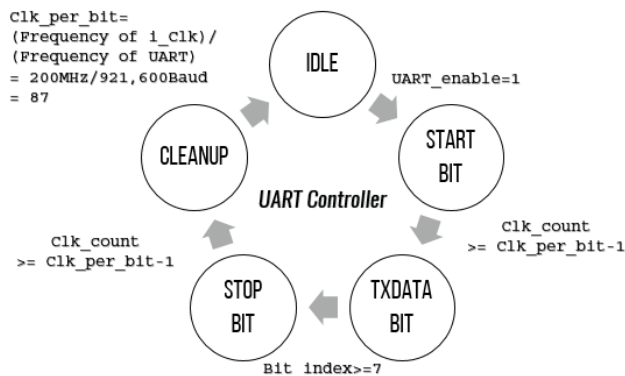 Clk_per_bit=
(Frequency of i_Clk)/
(Frequency of UART)
= 200MHz/921,600Baud
= 87
IDLE
UART_enable=1
CLEANUP
START
BIT
UART Controller
Clk_count
>= Clk_per_bit-1
Clk_count
>= Clk_per_bit-1
STOP
BIT
TXDATA
BIT
Bit index>=7